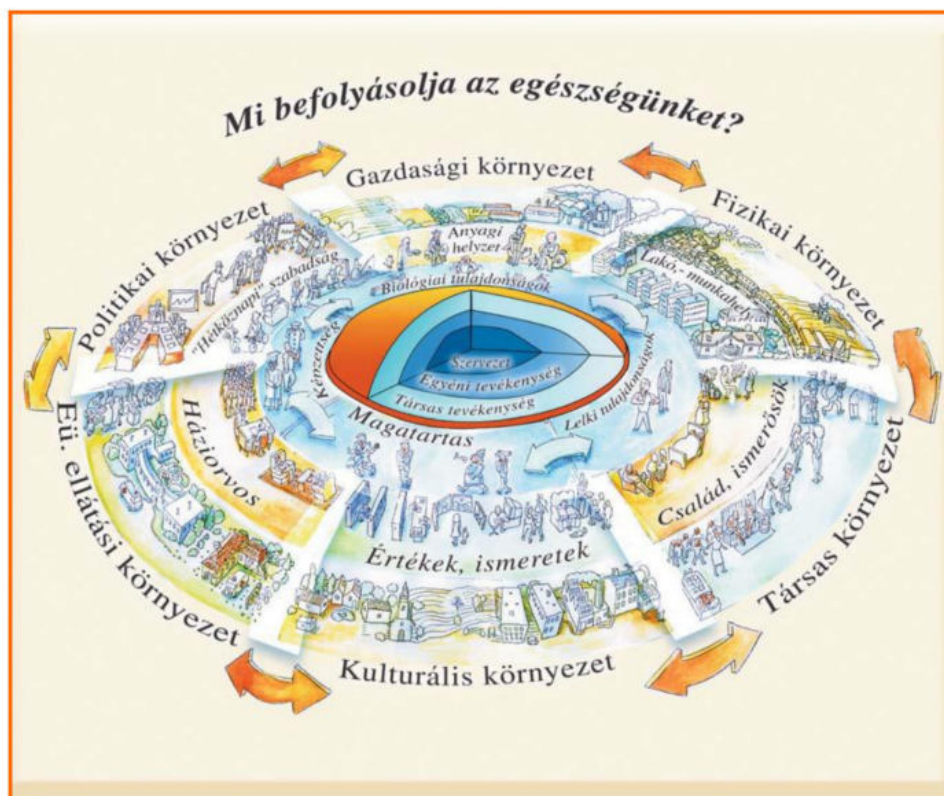 Mi befolyásolja az egészségünket?
Gazdasági környezet
Politikai környezet
Fizikai környezet
Anyagi
helyzet
"Hétköznapi" szabadság
Lakó,- munkahely
Biológiai tulajdonságok
Képzettség
Szervezet
Egyéni tevékenység
Társas tevékenység
Lelki tulajdonságok
Magatartas
Háziorvos
Család, ismerősök
Eü. ellátási környezet
Értékek, ismeretek
Társas környezet
Kulturális környezet